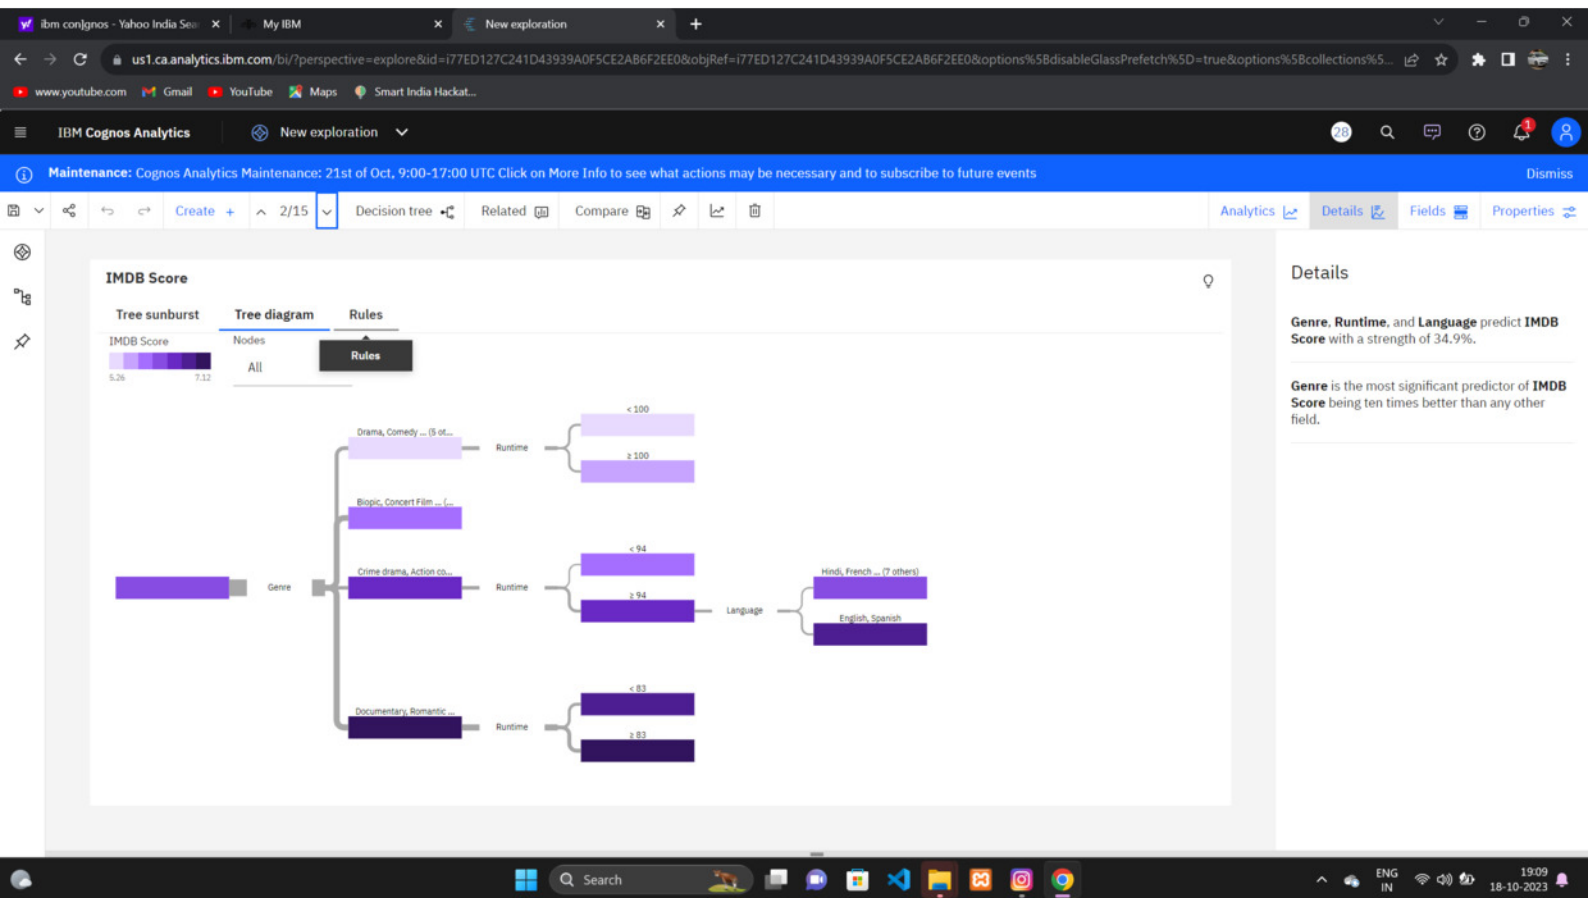 ibm con]gnos - Yahoo India Sea
My IBM
New exploration
us1.ca.analytics.ibm.com/bi/?perspective=explore&id=i77ED127C241D43939A0F5CE2AB6F2EE0&objRef=i77ED127C241D43939A0F5CE2AB6F2EE0&options%5BdisableGlassPrefetch%5D=true&options%5Bcollections%5...
www.youtube.com Gmail YouTube Maps Smart India Hackat...
IBM Cognos Analytics New exploration 28 1
Maintenance: Cognos Analytics Maintenance: 21st of Oct, 9:00-17:00 UTC Click on More Info to see what actions may be necessary and to subscribe to future events Dismiss
Create + 2/15 Decision tree Related Compare Analytics Details Fields Properties
IMDB Score
Tree sunburst Tree diagram Rules
IMDB Score Nodes
Rules
All
5.26 7.12
< 100
Drama, Comedy ... (5 ot...
Runtime
≥ 100
Biopic, Concert Film ... (...
< 94
Crime drama, Action co...
Hindi, French ... (7 others)
Genre
Runtime
≥ 94
Language
English, Spanish
< 83
Documentary, Romantic ...
Runtime
≥ 83
Details
Genre, Runtime, and Language predict IMDB
Score with a strength of 34.9%.
Genre is the most significant predictor of IMDB
Score being ten times better than any other
field.
Search
ENG
IN
19:09
18-10-2023